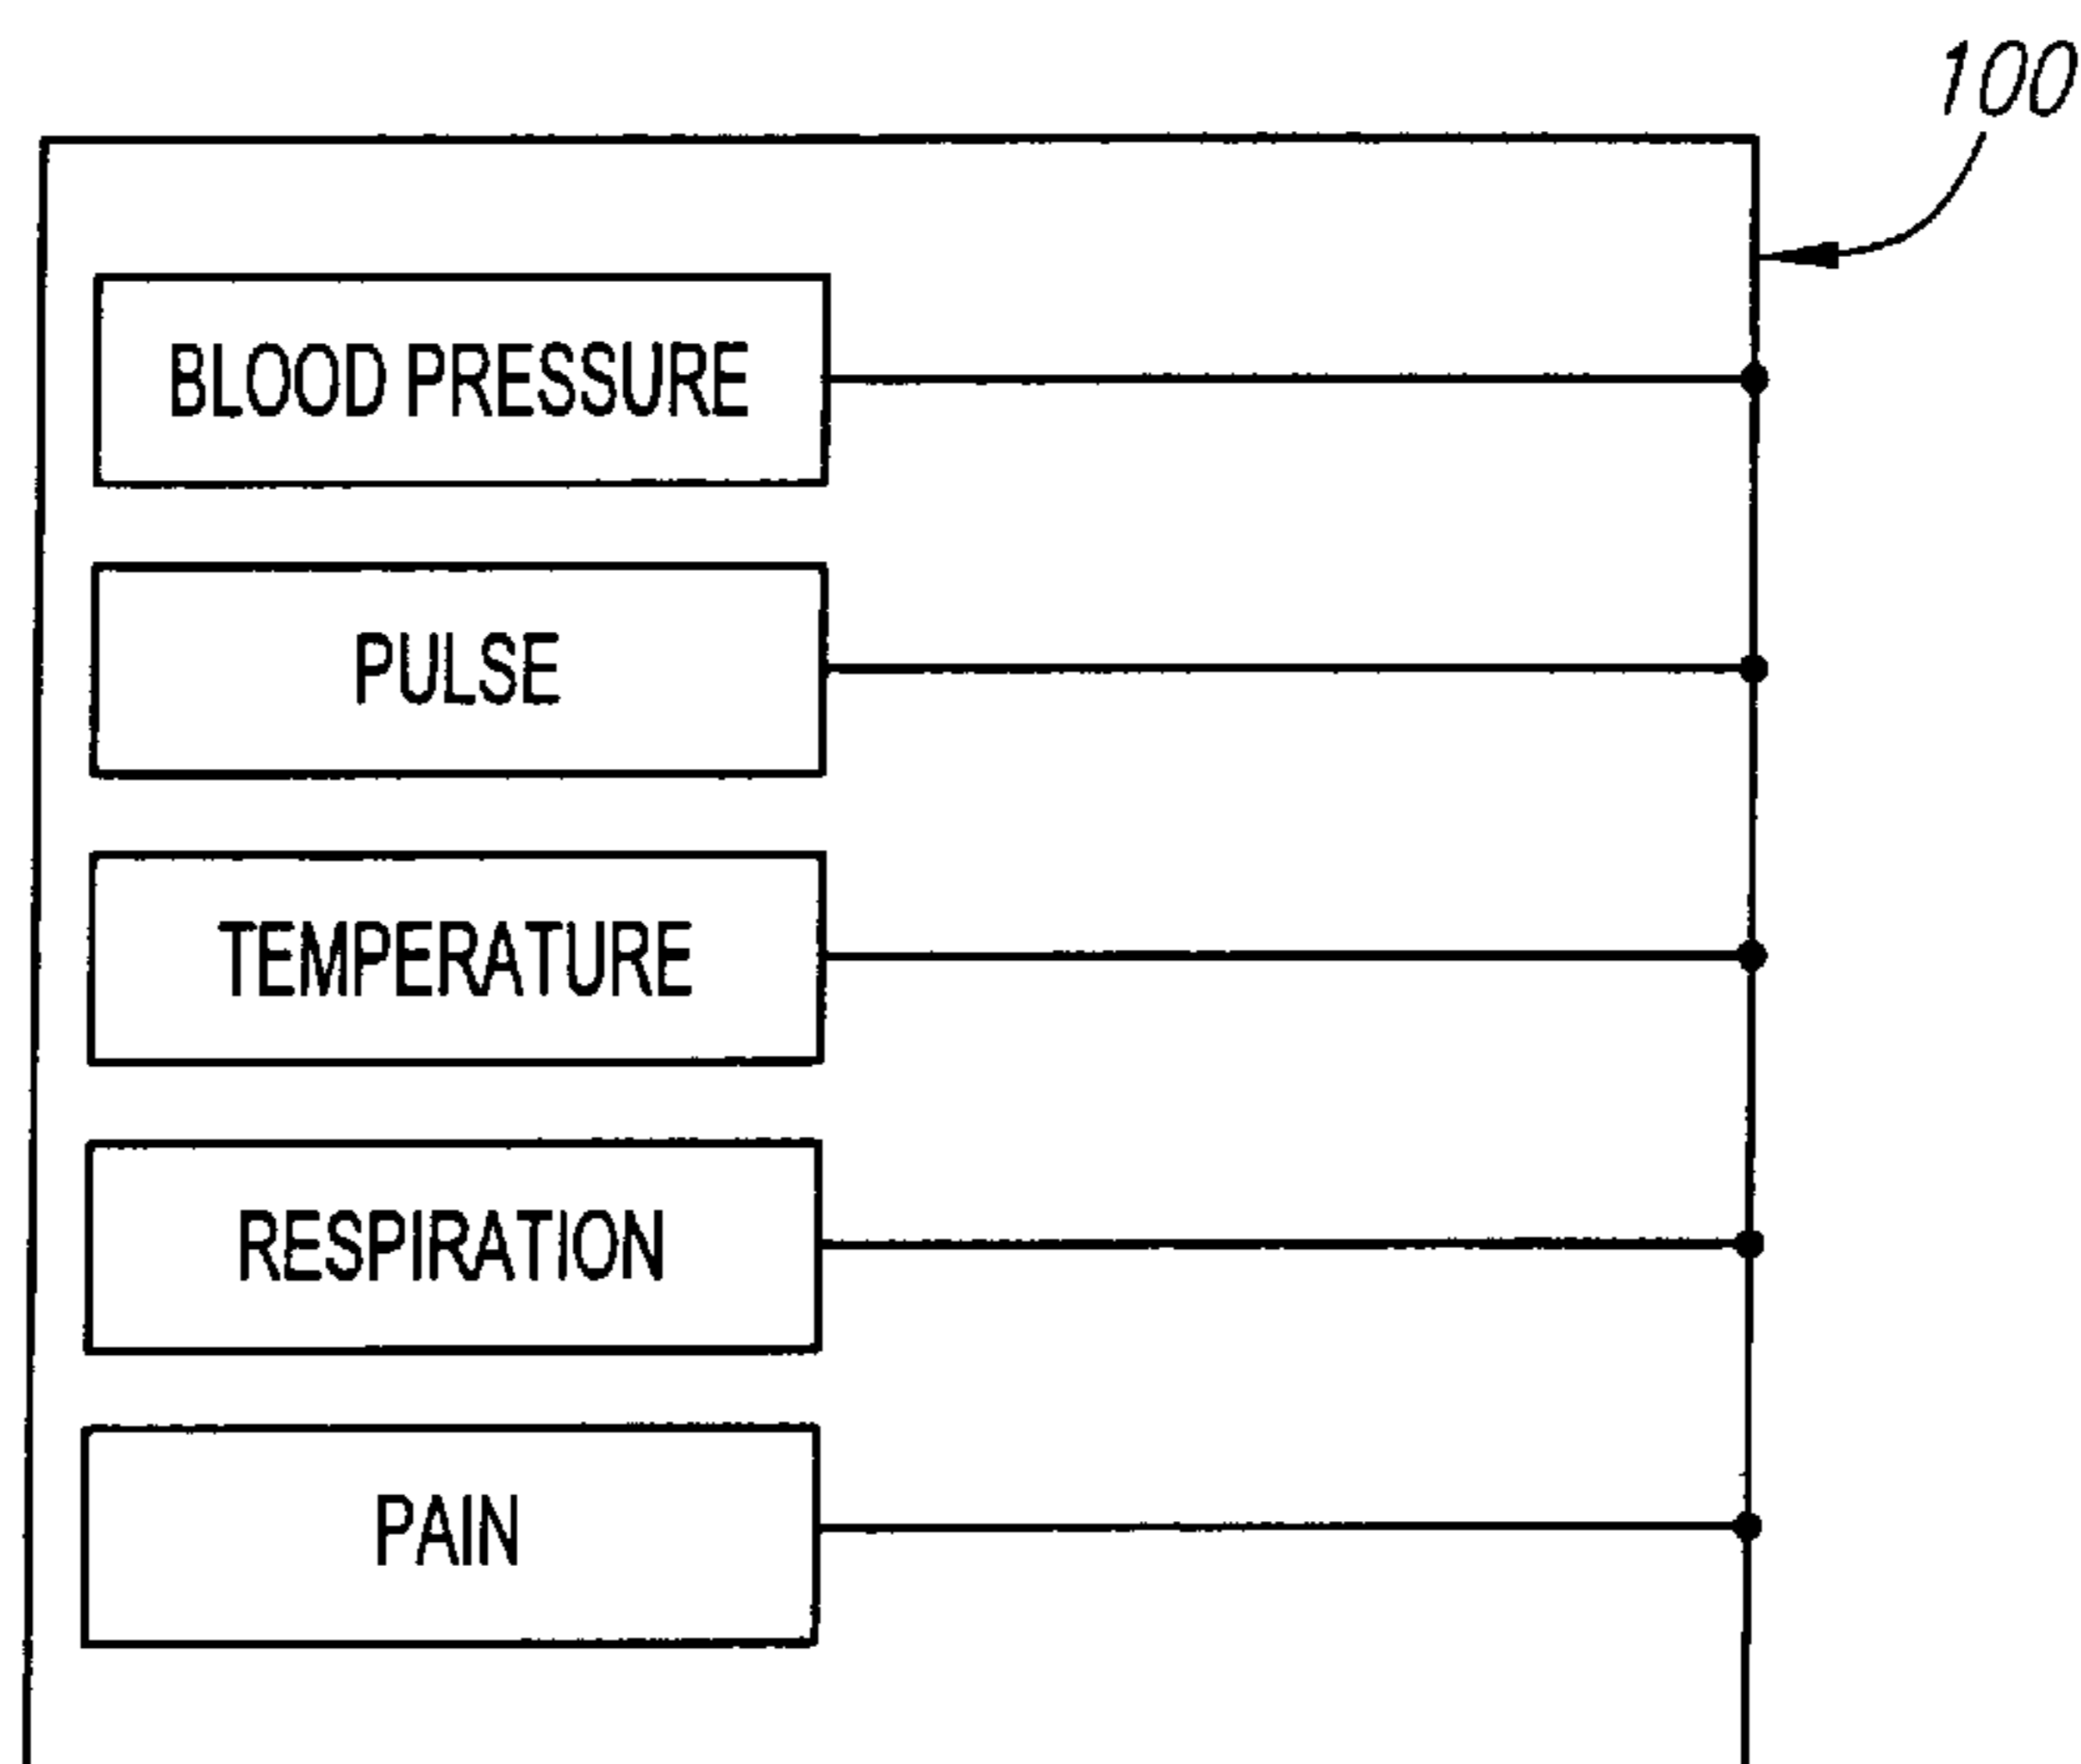 100
BLOOD PRESSURE
PULSE
TEMPERATURE
RESPIRATION
PAIN